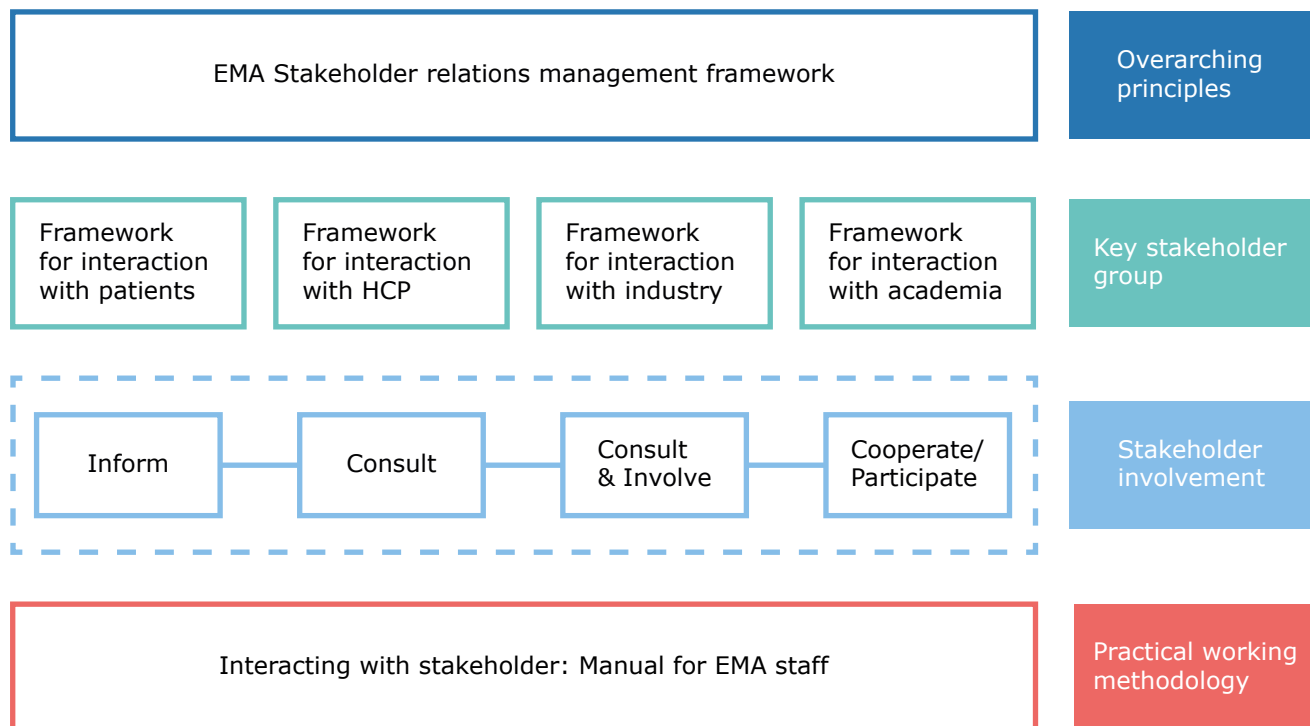 EMA Stakeholder relations management framework
Overarching
principles
Framework
for interaction
with patients
Framework
for interaction
with HCP
Framework
for interaction
with industry
Framework
for interaction
with academia
Key stakeholder
group
Inform
Consult
Consult
& Involve
Cooperate/
Participate
Stakeholder
involvement
Interacting with stakeholder: Manual for EMA staff
Practical working
methodology